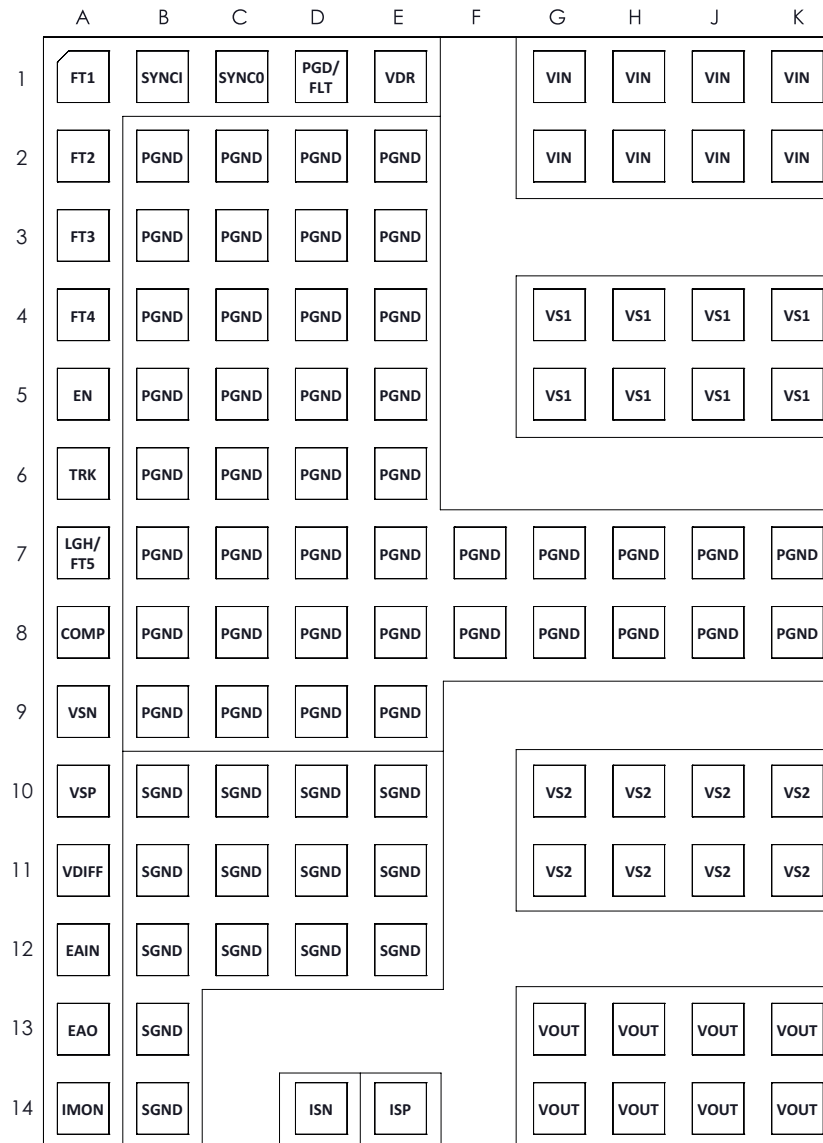 A B C D E F G H J K
1 FT1 SYNCI SYNC0 PGD/ FLT VDR VIN VIN VIN VIN
2 FT2 PGND PGND PGND PGND VIN VIN VIN VIN
3 FT3 PGND PGND PGND PGND
4 FT4 PGND PGND PGND PGND VS1 VS1 VS1 VS1
5 EN PGND PGND PGND PGND VS1 VS1 VS1 VS1
6 TRK PGND PGND PGND PGND
7 LGH/ FT5 PGND PGND PGND PGND PGND PGND PGND PGND PGND
8 COMP PGND PGND PGND PGND PGND PGND PGND PGND PGND
9 VSN PGND PGND PGND PGND
10 VSP SGND SGND SGND SGND VS2 VS2 VS2 VS2
11 VDIFF SGND SGND SGND SGND VS2 VS2 VS2 VS2
12 EAIN SGND SGND SGND SGND
13 EAO SGND VOUT VOUT VOUT VOUT
14 IMON SGND ISN ISP VOUT VOUT VOUT VOUT